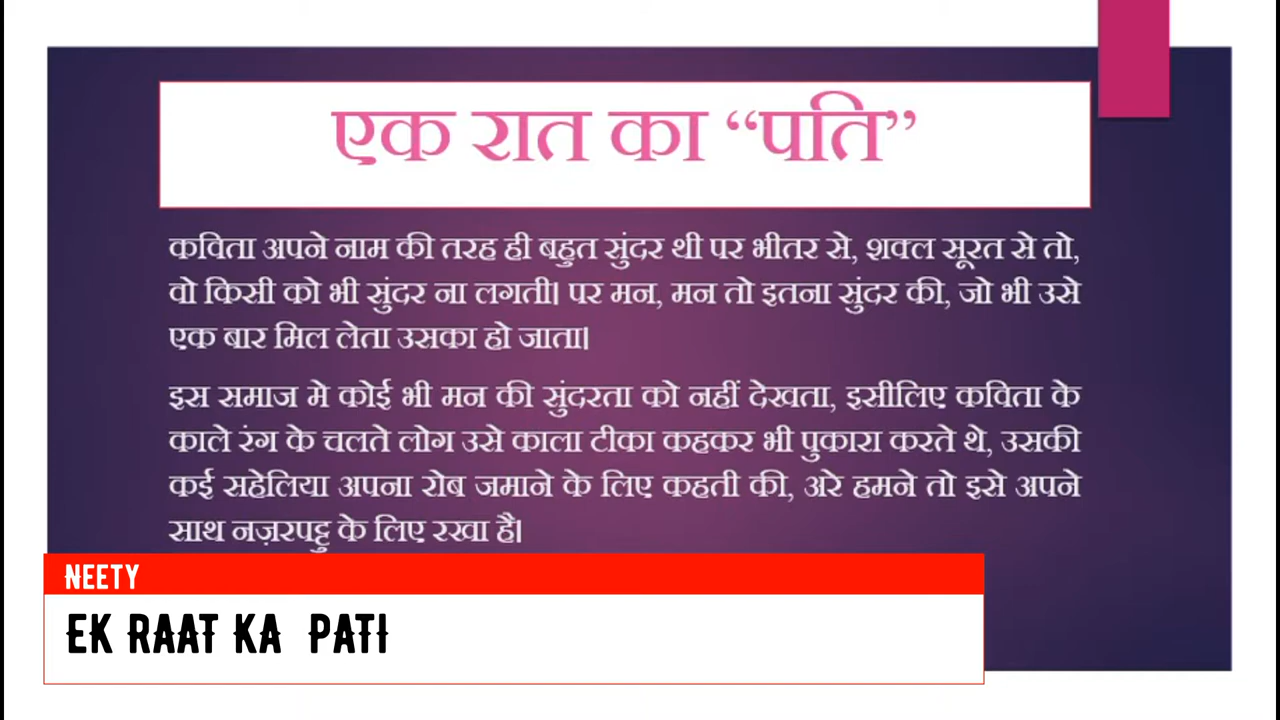 एक रात का “पति”
कविता अपने नाम की तरह ही बहुत सुंदर थी पर भीतर से, शक्ल सूरत से तो,
वो किसी को भी सुंदर ना लगती। पर मन, मन तो इतना सुंदर की, जो भी उसे
एक बार मिल लेता उसका हो जाता।
इस समाज मे कोई भी मन की सुंदरता को नहीं देखता, इसीलिए कविता के
काले रंग के चलते लोग उसे काला टीका कहकर भी पुकारा करते थे, उसकी
कई सहेलिया अपना रोब जमाने के लिए कहती की, अरे हमने तो इसे अपने
साथ नज़रपट्टु के लिए रखा है।
NEETY
EK RAAT KA PATI